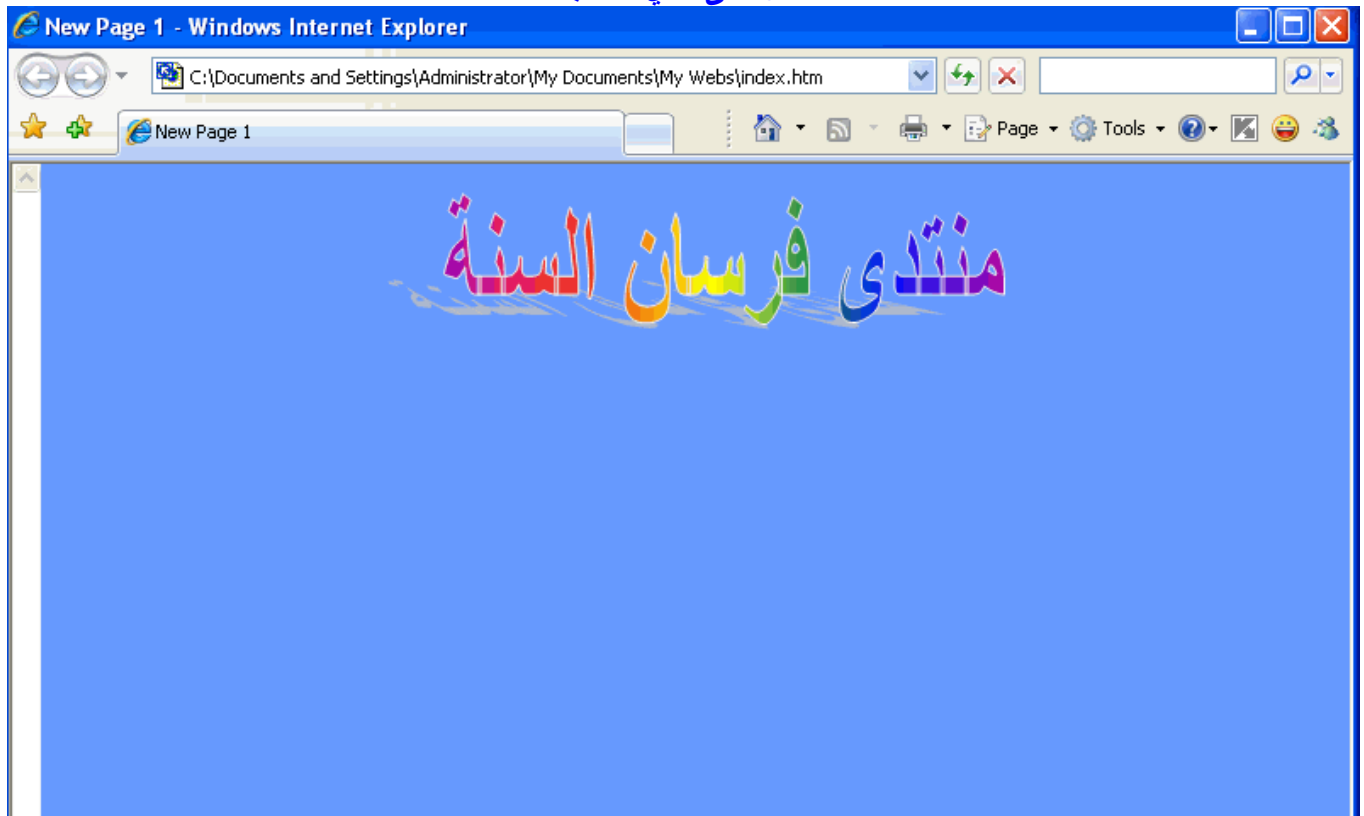 New Page 1 - Windows Internet Explorer
C:\Documents and Settings\Administrator\My Documents\My Webs\index.htm
New Page 1
Page
Tools
منتدى فرسان السنة